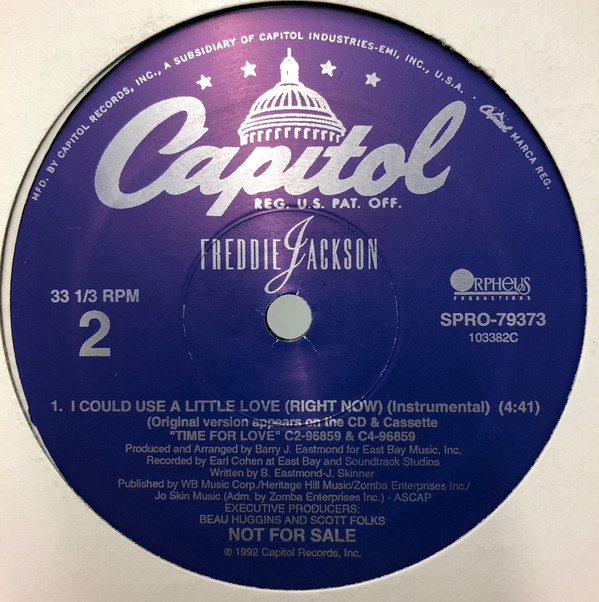 MFD. BY CAPITOL RECORDS, INC., A SUBSIDIARY OF CAPITOL INDUSTRIES-EMI, INC., U.S.A. . Capitol MARCA REG.
Capitol
REG. U.S. PAT. OFF.
FREDDIE JACKSON
33 1/3 RPM
2
ORPHEUS
PRODUCTIONS
SPRO-79373
103382C
1. I COULD USE A LITTLE LOVE (RIGHT NOW) (Instrumental) (4:41)
(Original version appears on the CD & Cassette
"TIME FOR LOVE" C2-96859 & C4-96859
Produced and Arranged by Barry J. Eastmond for East Bay Music, Inc.
Recorded by Earl Cohen at East Bay and Soundtrack Studios
Written by B. Eastmond-J. Skinner
Published by WB Music Corp./Heritage Hill Music/Zomba Enterprises Inc./
Jo Skin Music (Adm. by Zomba Enterprises Inc.) - ASCAP
EXECUTIVE PRODUCERS:
BEAU HUGGINS AND SCOTT FOLKS
NOT FOR SALE
℗ 1992 Capitol Records, Inc.